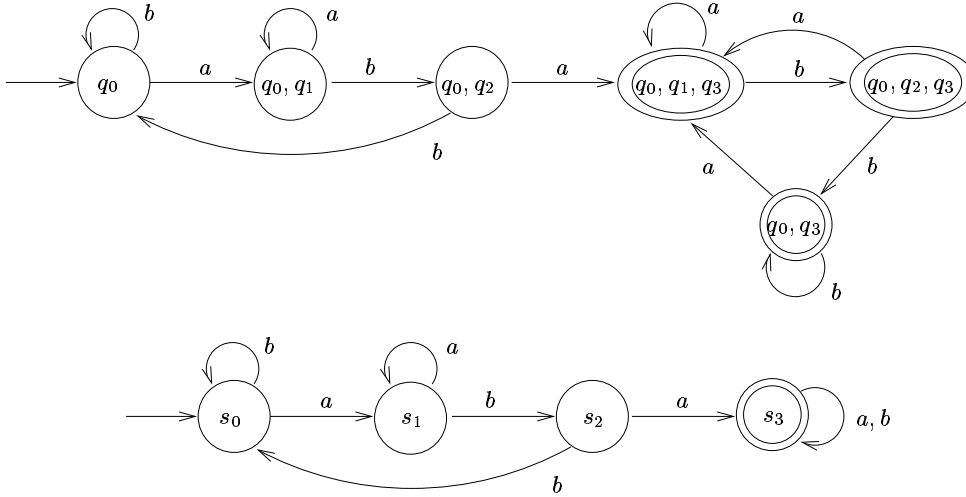 b a a a
a b a b
q₀ q₀, q₁ q₀, q₂ q₀, q₁, q₃ q₀, q₂, q₃
b a b
q₀, q₃
b
b a a, b
a b a
s₀ s₁ s₂ s₃
b